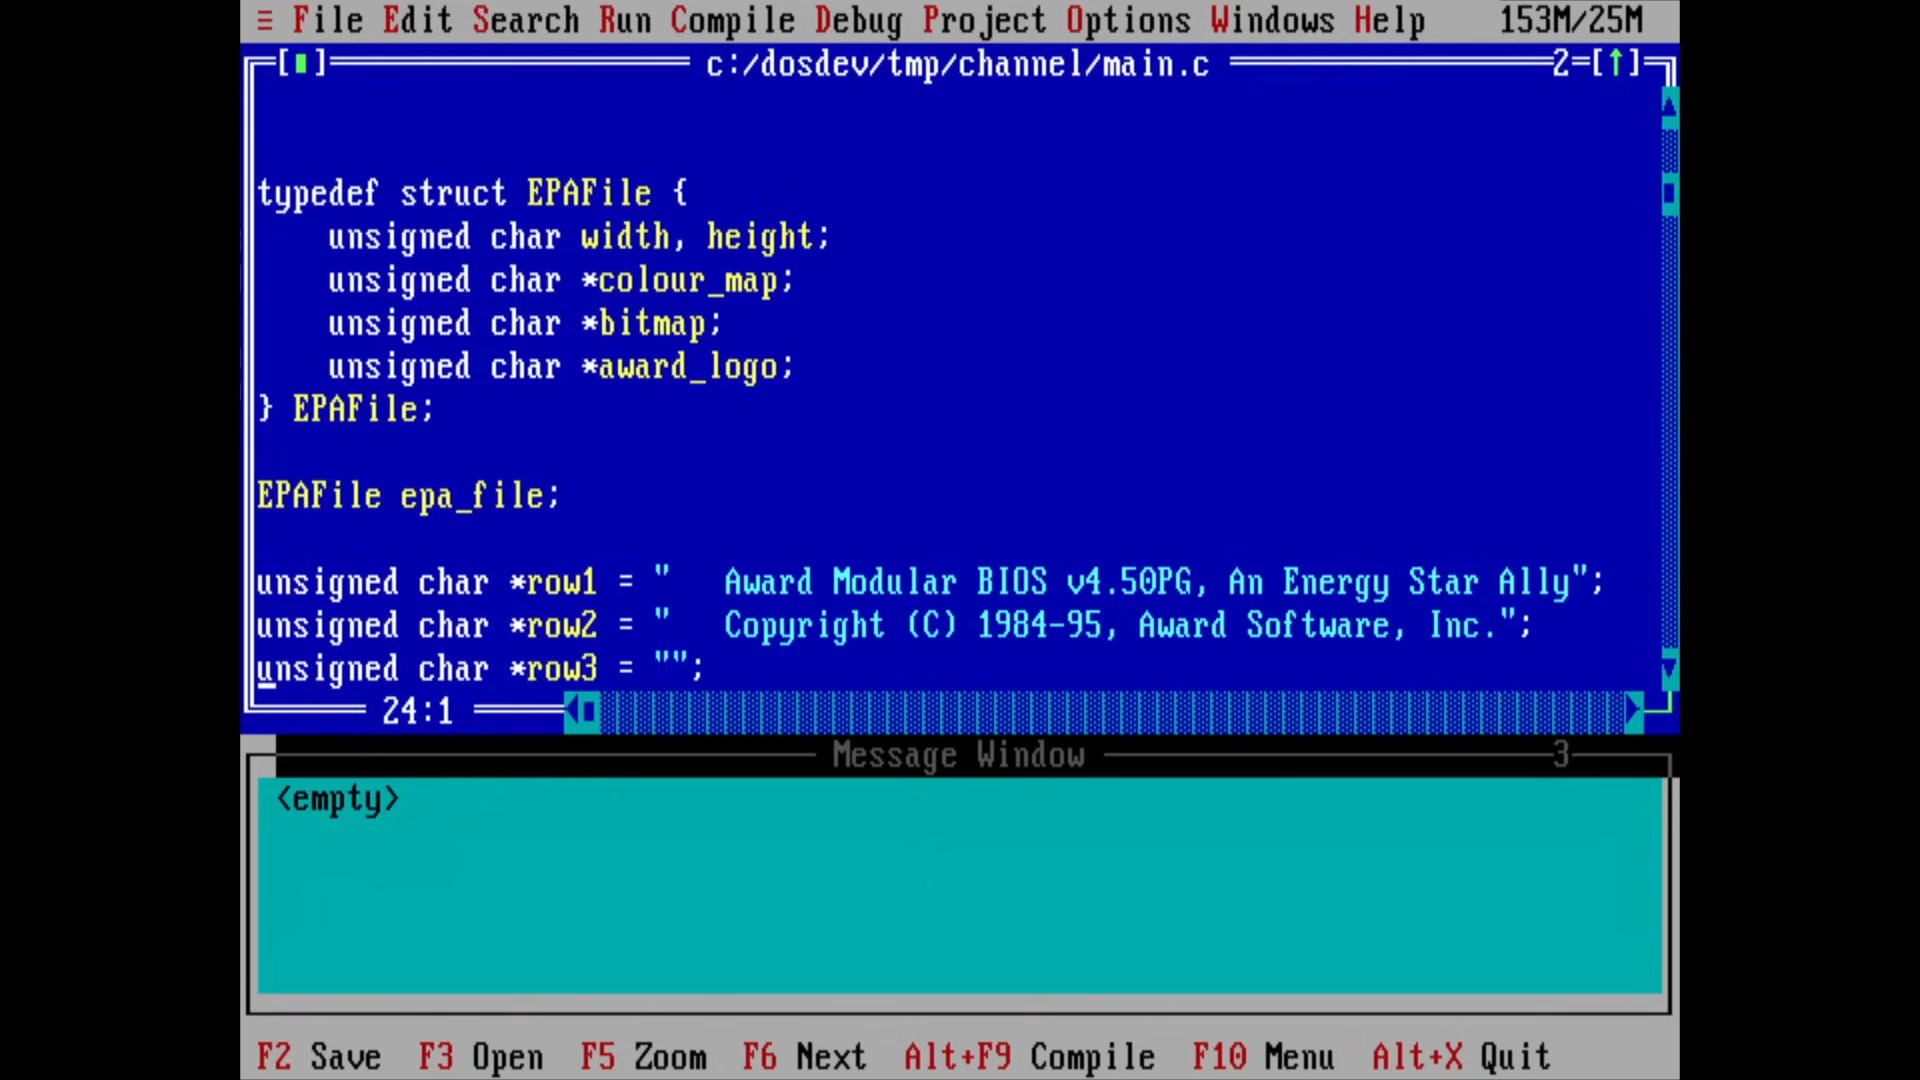 ≡ File Edit Search Run Compile Debug Project Options Windows Help 153M/25M
[▮] c:/dosdev/tmp/channel/main.c 2=[↑]
typedef struct EPAFile {
    unsigned char width, height;
    unsigned char *colour_map;
    unsigned char *bitmap;
    unsigned char *award_logo;
} EPAFile;
EPAFile epa_file;
unsigned char *row1 = "   Award Modular BIOS v4.50PG, An Energy Star Ally";
unsigned char *row2 = "   Copyright (C) 1984-95, Award Software, Inc.";
unsigned char *row3 = "";
24:1
Message Window 3
<empty>
F2 Save F3 Open F5 Zoom F6 Next Alt+F9 Compile F10 Menu Alt+X Quit